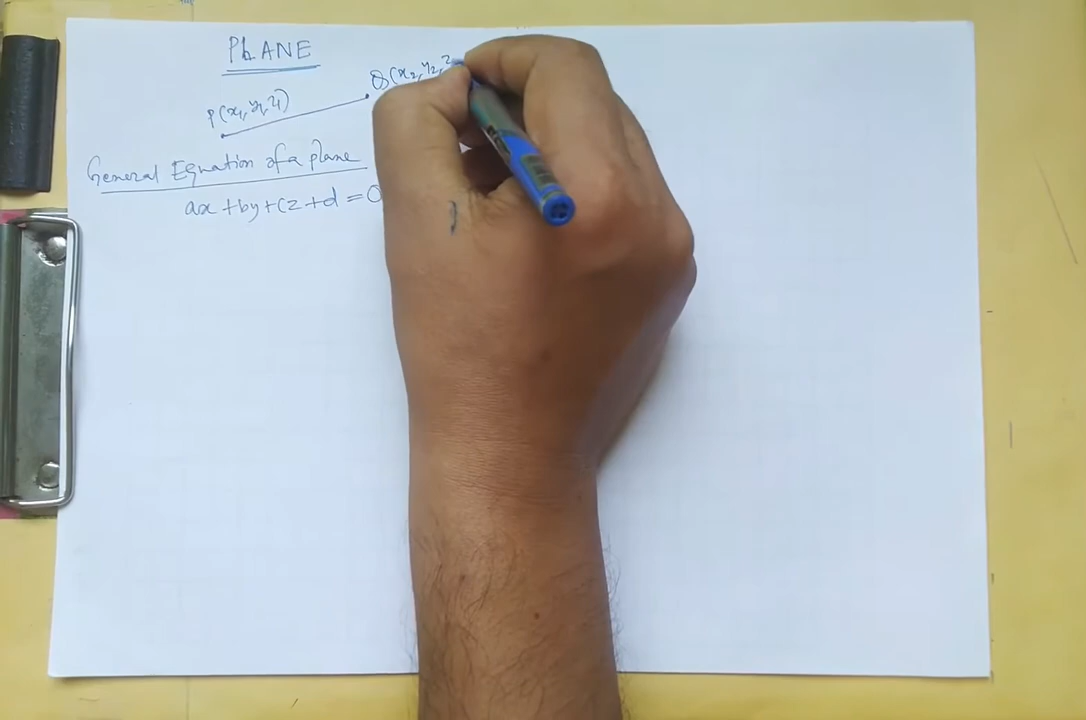 PLANE
Q(x₂, y₂, z
P(x₁, y₁, z₁)
General Equation of a plane
ax + by + cz + d = 0